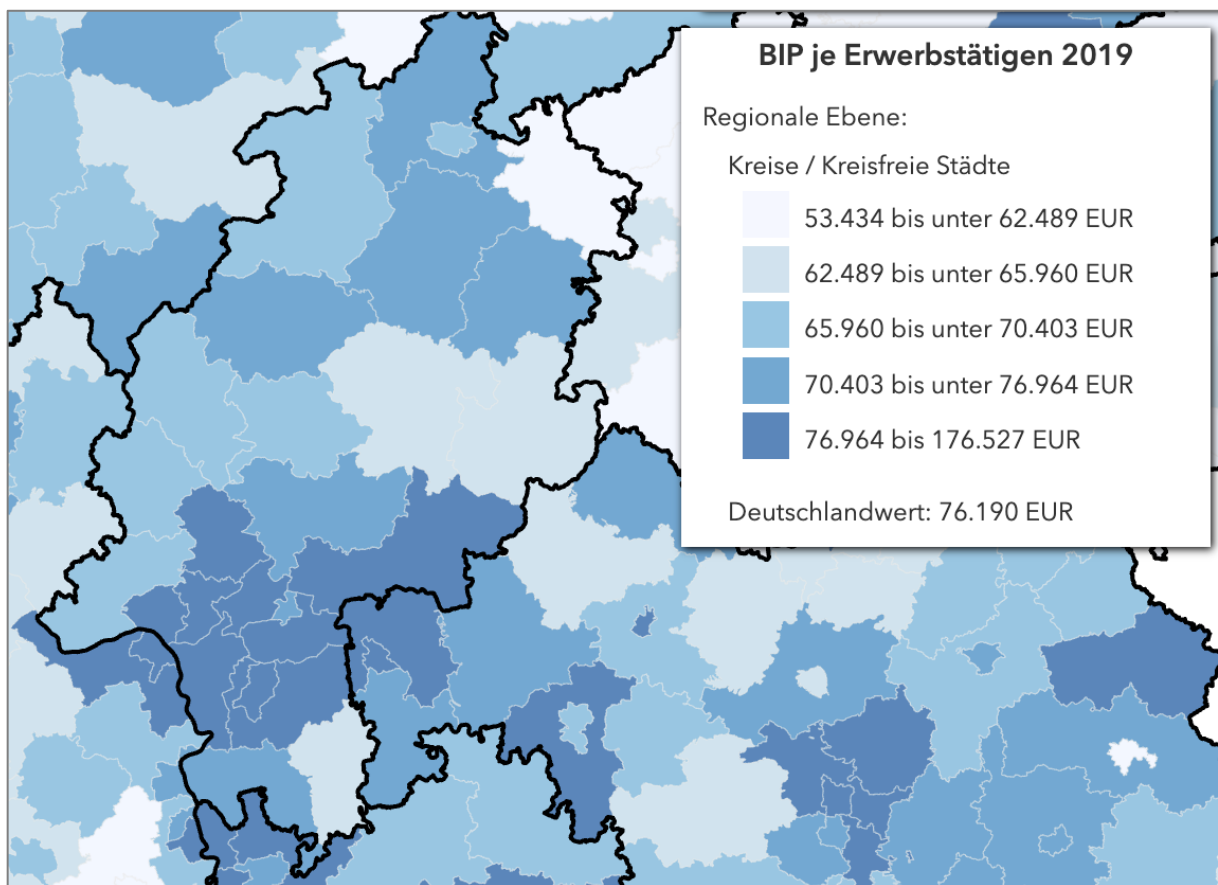 BIP je Erwerbstätigen 2019
Regionale Ebene:
Kreise / Kreisfreie Städte
53.434 bis unter 62.489 EUR
62.489 bis unter 65.960 EUR
65.960 bis unter 70.403 EUR
70.403 bis unter 76.964 EUR
76.964 bis 176.527 EUR
Deutschlandwert: 76.190 EUR